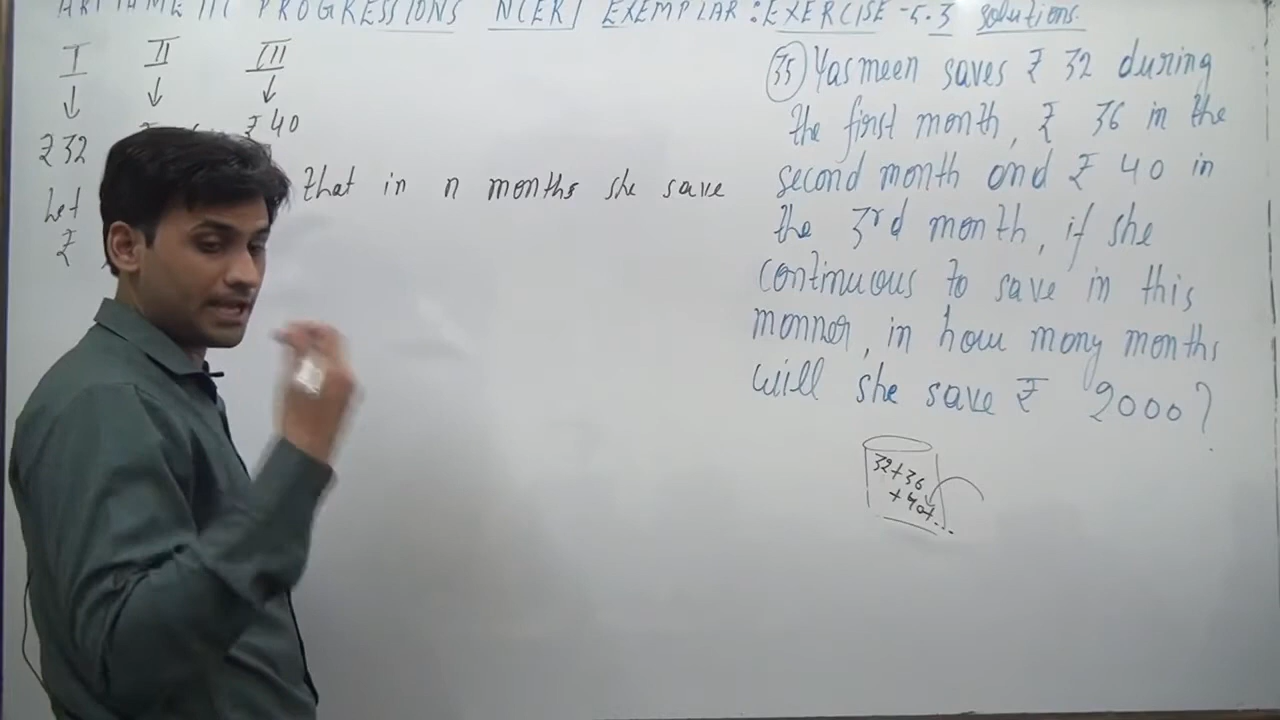 ARITHMETIC PROGRESSIONS NCERT EXEMPLAR : EXERCISE - 5.3 solutions.
I II III
₹32 ₹40
Let that in n months she save
₹
(35) Yasmeen saves ₹ 32 during
the first month, ₹ 36 in the
second month and ₹ 40 in
the 3rd month, if she
continuous to save in this
manner, in how many months
will she save ₹ 2000?
32+36
+40+...